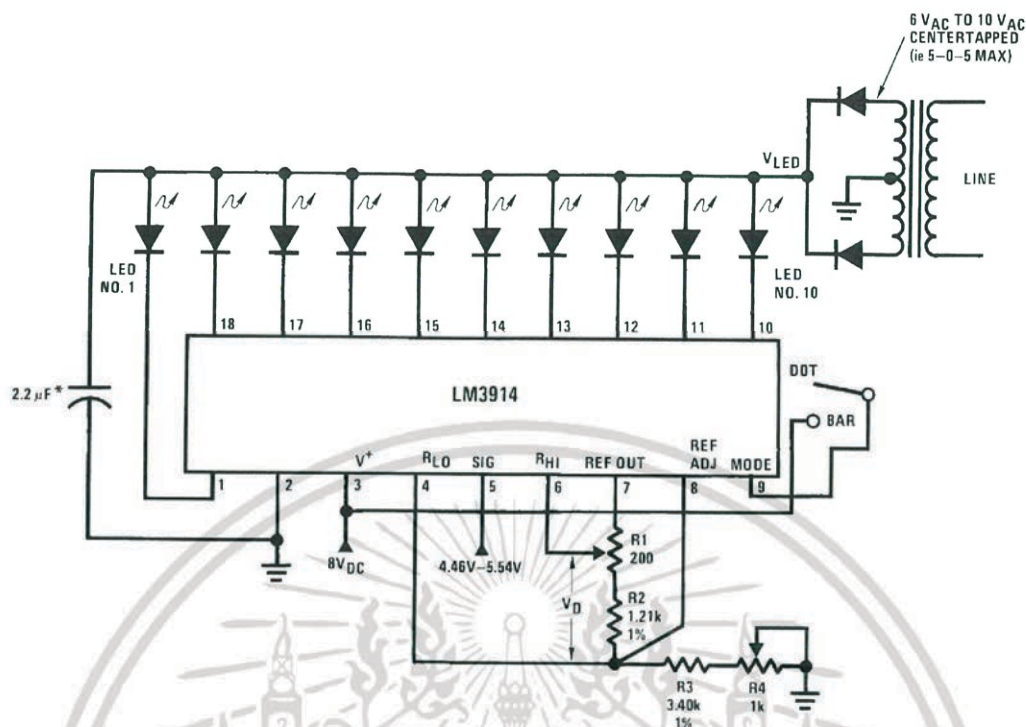 6 VAC TO 10 VAC
CENTERTAPPED
(ie 5–0–5 MAX)
VLED
LINE
LED
NO. 1
LED
NO. 10
18
17
16
15
14
13
12
11
10
2.2 μF*
LM3914
DOT
BAR
V+
RLO
SIG
RHI
REF OUT
REF
ADJ
MODE
1
2
3
4
5
6
7
8
9
8VDC
4.46V–5.54V
R1
200
VD
R2
1.21k
1%
R3
3.40k
1%
R4
1k